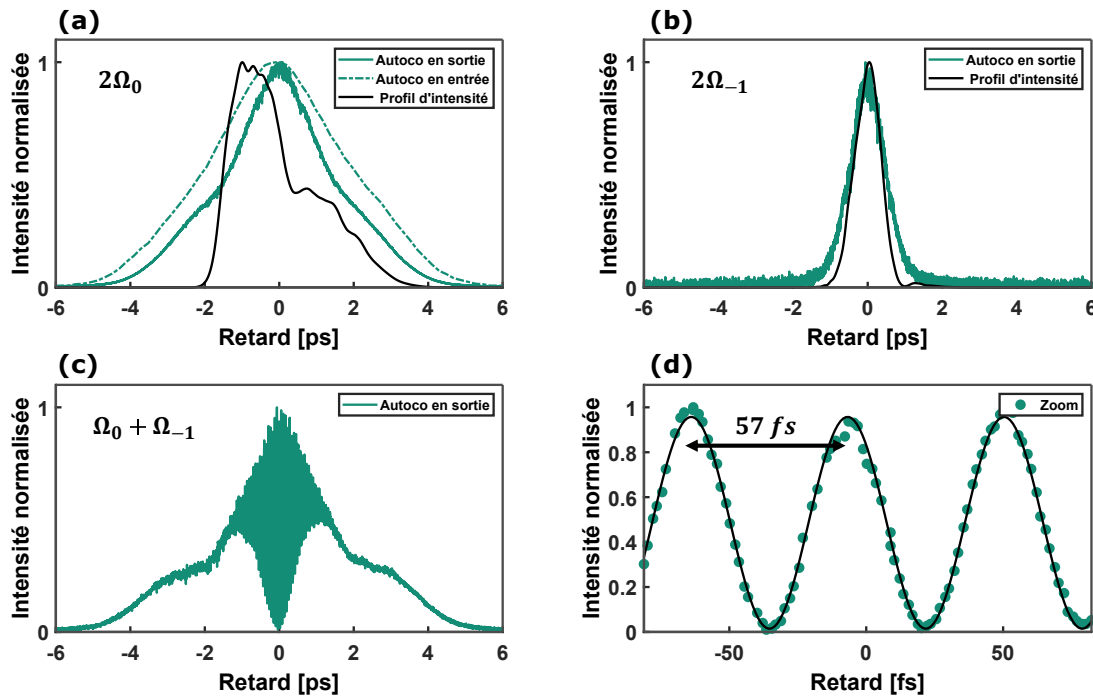 (a)
Intensité normalisée
1
0
2Ω₀
Autoco en sortie
Autoco en entrée
Profil d'intensité
-6 -4 -2 0 2 4 6
Retard [ps]
(b)
Intensité normalisée
1
0
2Ω₋₁
Autoco en sortie
Profil d'intensité
-6 -4 -2 0 2 4 6
Retard [ps]
(c)
Intensité normalisée
1
0
Ω₀ + Ω₋₁
Autoco en sortie
-6 -4 -2 0 2 4 6
Retard [ps]
(d)
Intensité normalisée
1
0.8
0.6
0.4
0.2
0
57 fs
Zoom
-50 0 50
Retard [fs]